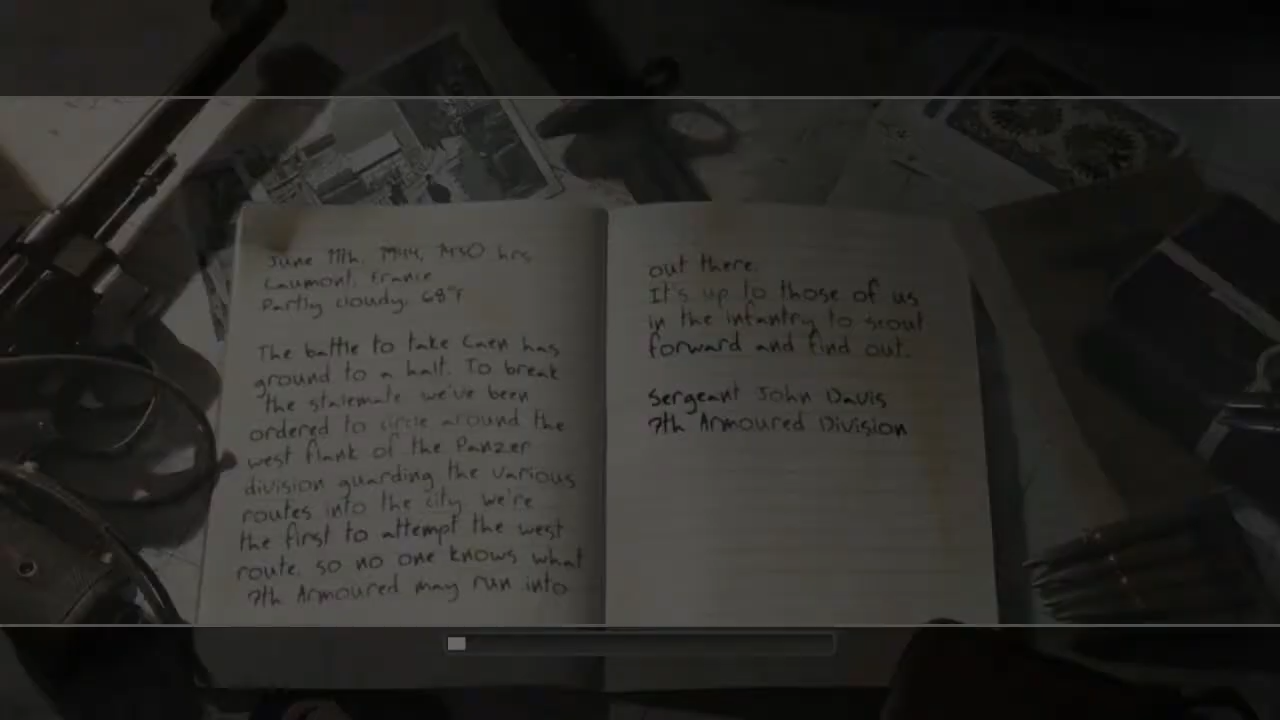 June 11th, 1944, 1430 hrs
Caumont, France
Partly cloudy, 68°F
The battle to take Caen has
ground to a halt. To break
the stalemate we've been
ordered to circle around the
west flank of the Panzer
division guarding the various
routes into the city. We're
the first to attempt the west
route, so no one knows what
7th Armoured may run into
out there.
It's up to those of us
in the infantry to scout
forward and find out.
Sergeant John Davis
7th Armoured Division